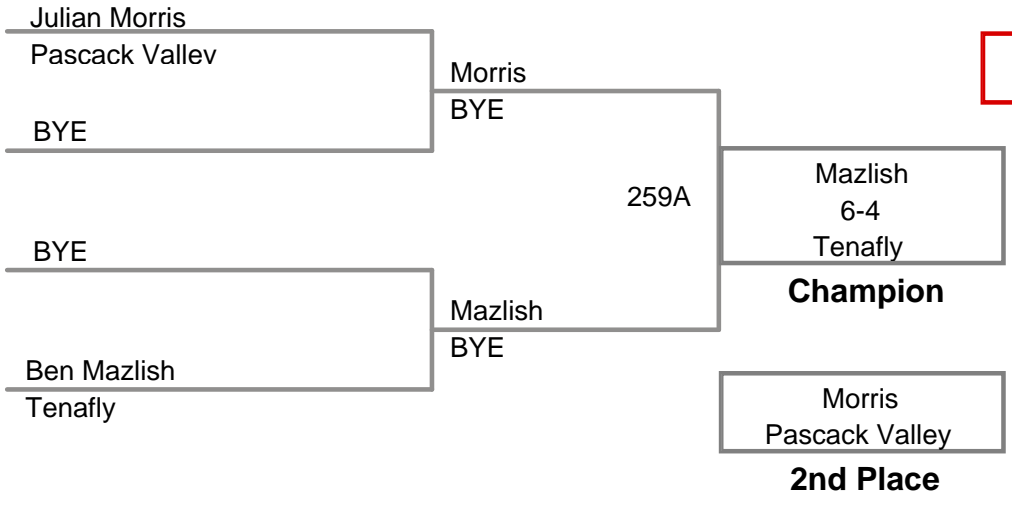 Julian Morris
Pascack Valley
BYE
BYE
Ben Mazlish
Tenafly
Morris
BYE
Mazlish
BYE
259A
Mazlish
6-4
Tenafly
Champion
Morris
Pascack Valley
2nd Place